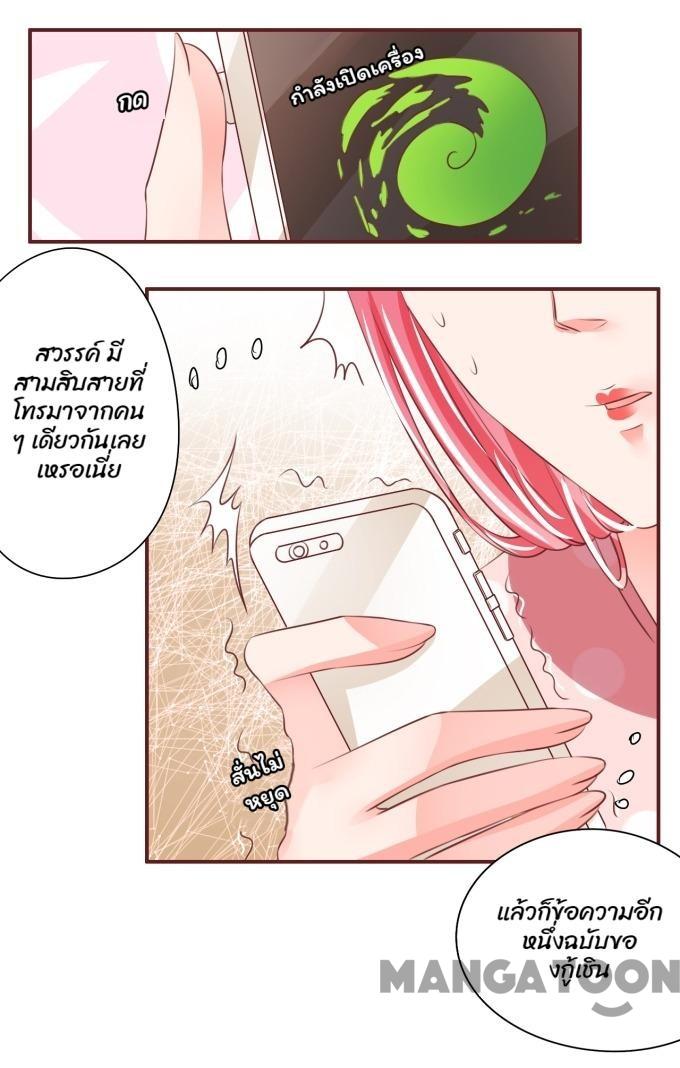 กด
กำลังเปิดเครื่อง
สวรรค์ มี
สามสิบสายที่
โทรมาจากคน
ๆ เดียวกันเลย
เหรอเนี่ย
สั่นไม่
หยุด
แล้วก็ข้อความอีก
หนึ่งฉบับขอ
งกู้เชิน
MANGATOON